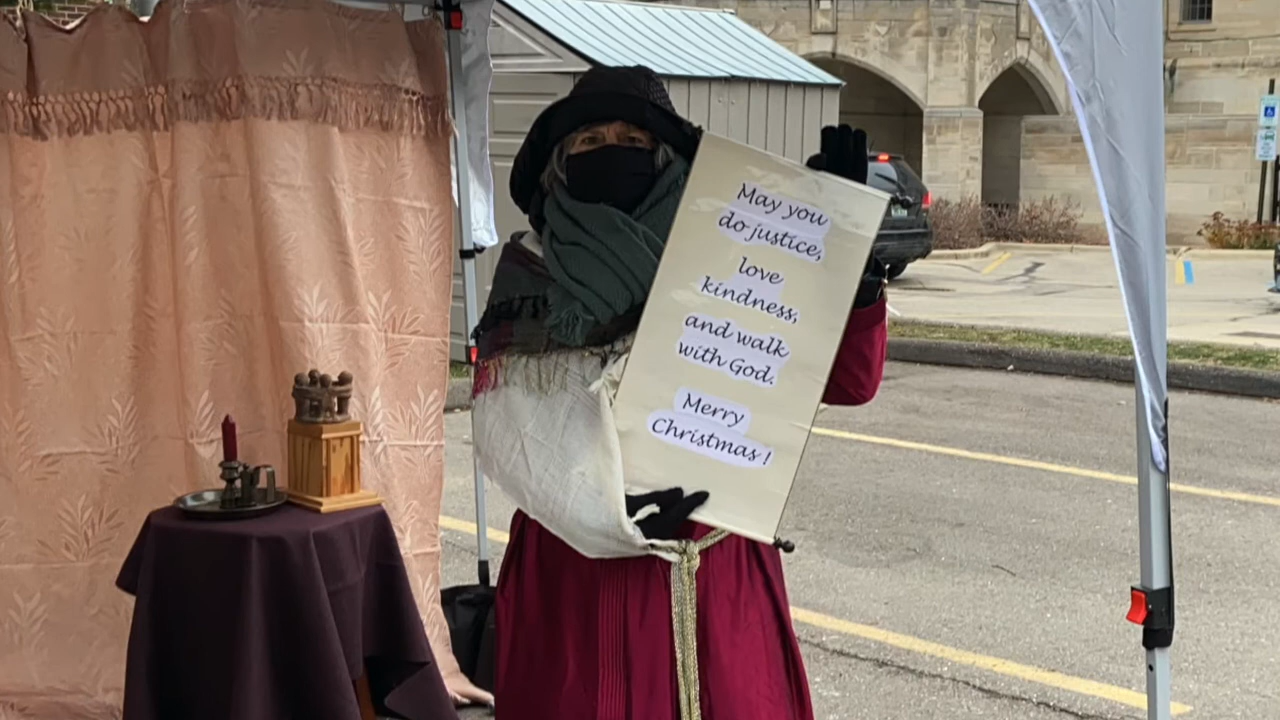 May you
do justice,
love
kindness,
and walk
with God.
Merry
Christmas!